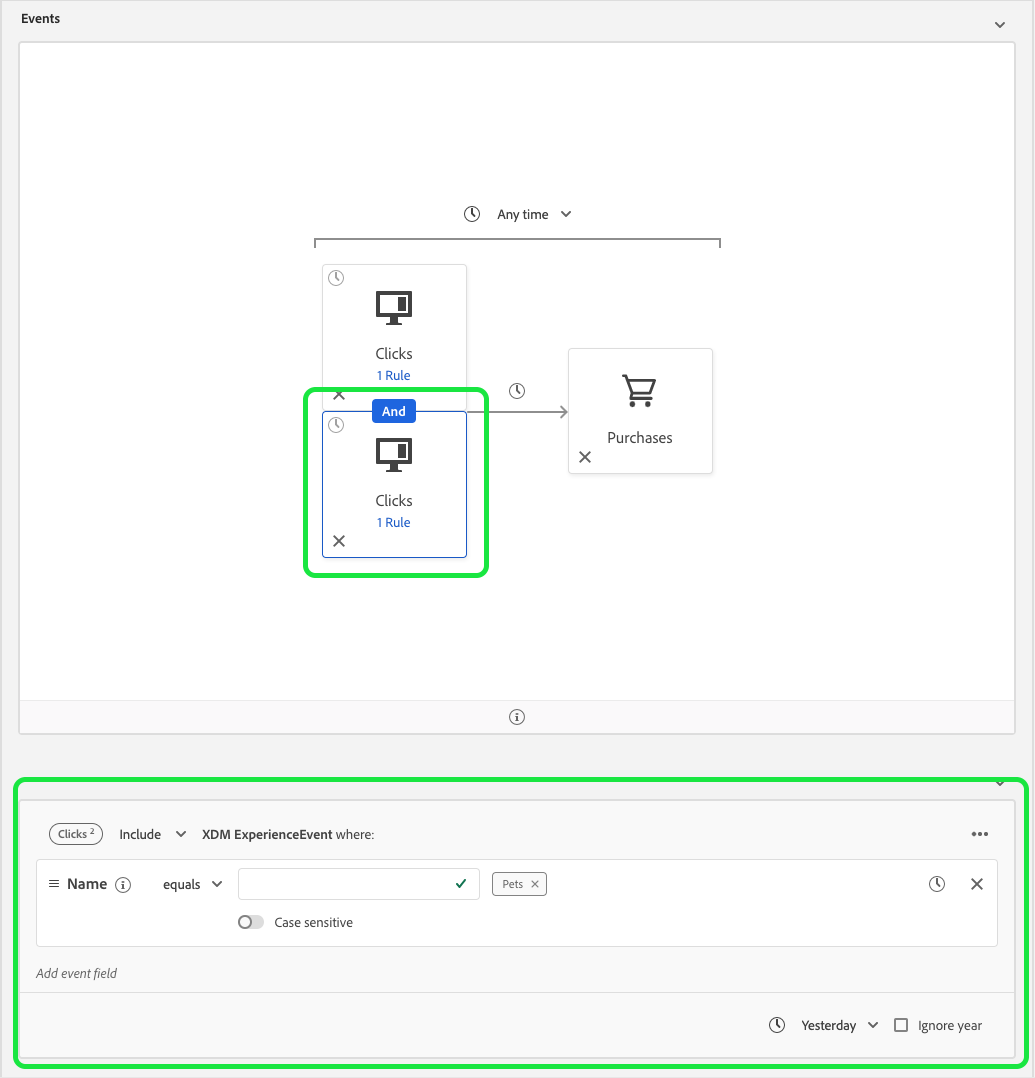 Events
Any time
Clicks
1 Rule
And
Clicks
1 Rule
Purchases
Clicks 2 Include XDM ExperienceEvent where:
Name equals Pets
Case sensitive
Add event field
Yesterday Ignore year